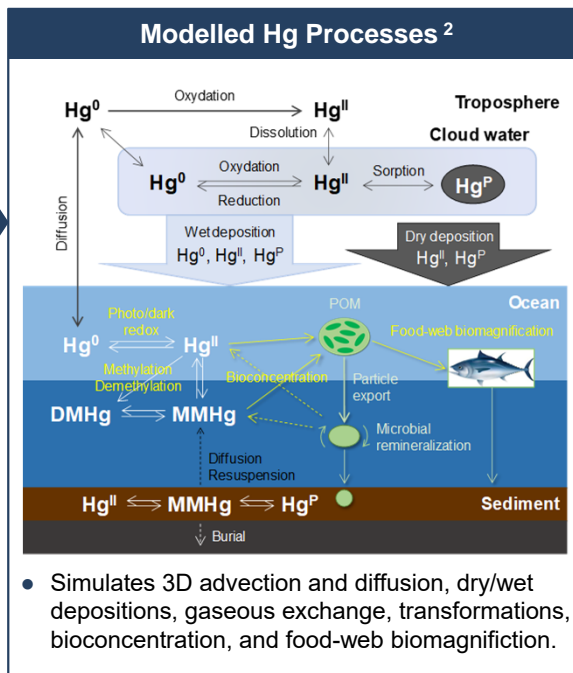 Modelled Hg Processes ²
Hg⁰ Oxydation Hgᴵᴵ Troposphere
Dissolution Cloud water
Hg⁰ Oxydation Hgᴵᴵ Sorption Hgᴾ
Reduction
Diffusion
Wet deposition
Hg⁰, Hgᴵᴵ, Hgᴾ
Dry deposition
Hgᴵᴵ, Hgᴾ
Ocean
POM
Photo/dark
redox
Food-web biomagnification
Hg⁰ Hgᴵᴵ
Methylation
Demethylation
Bioconcentration
Particle
export
DMHg MMHg
Microbial
remineralization
Diffusion
Resuspension
Hgᴵᴵ MMHg Hgᴾ Sediment
Burial
• Simulates 3D advection and diffusion, dry/wet
depositions, gaseous exchange, transformations,
bioconcentration, and food-web biomagnifiction.